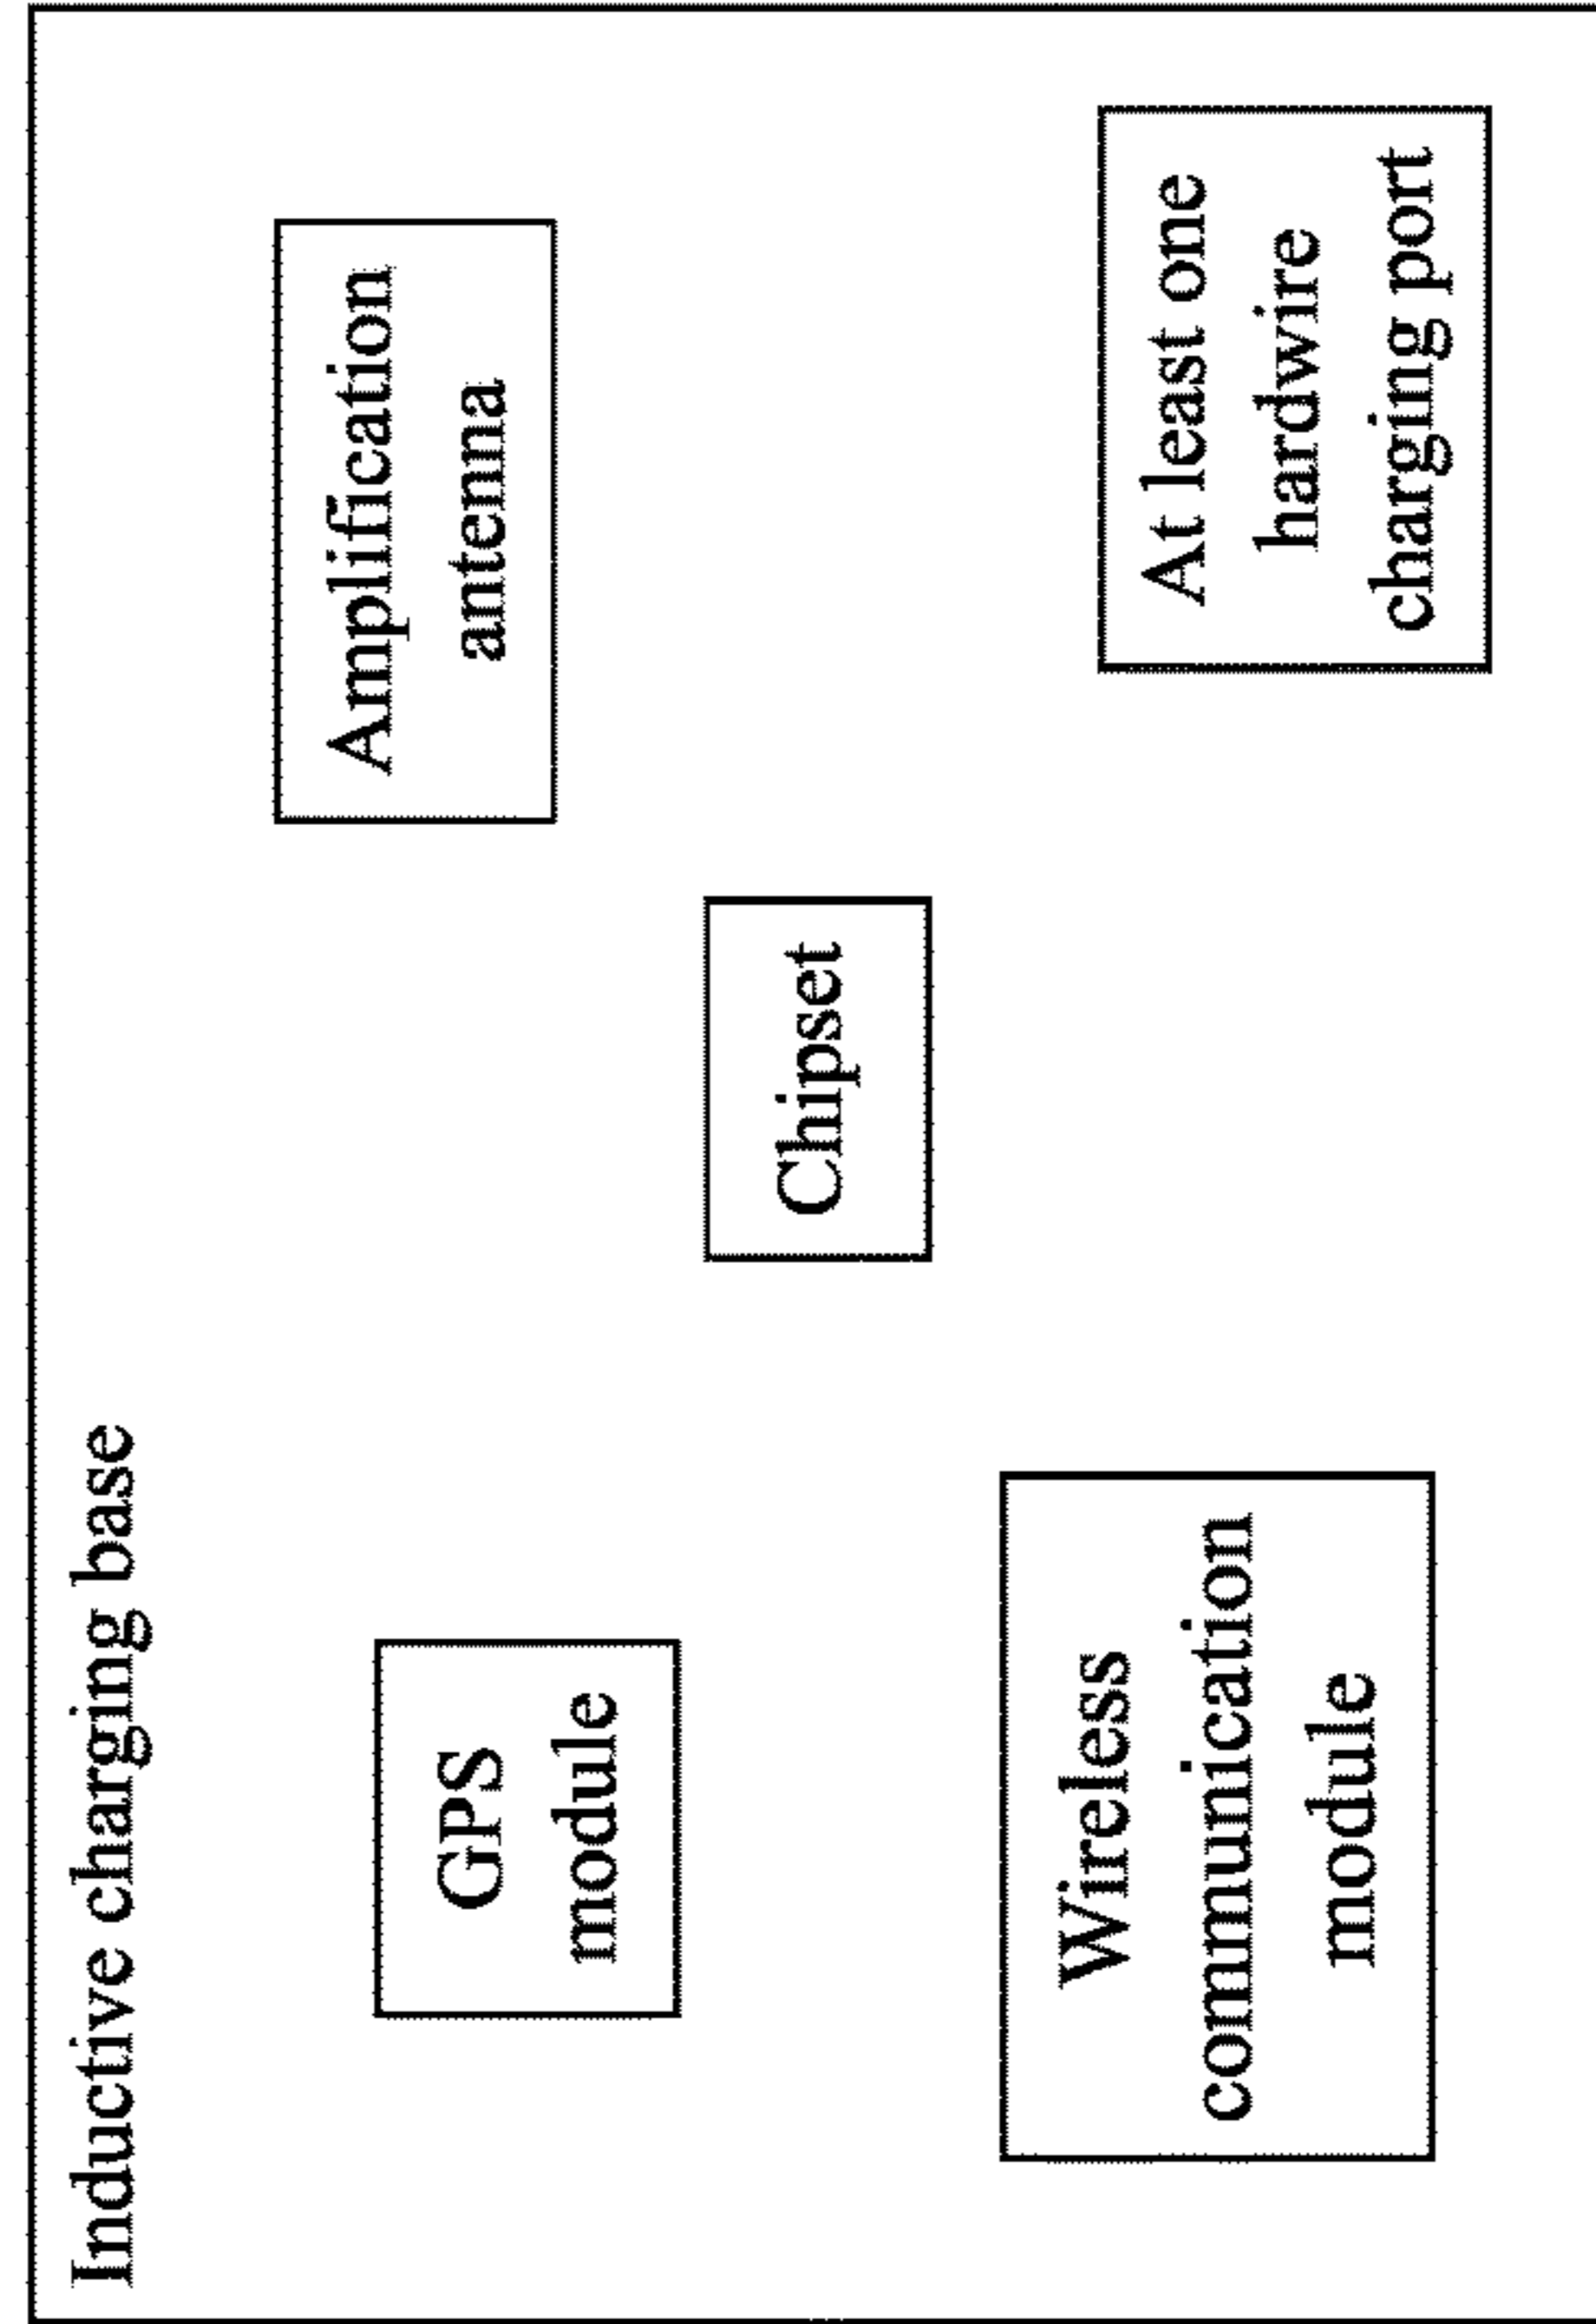 Inductive charging base
GPS
module
Amplification
antenna
Chipset
Wireless
communication
module
At least one
hardwire
charging port